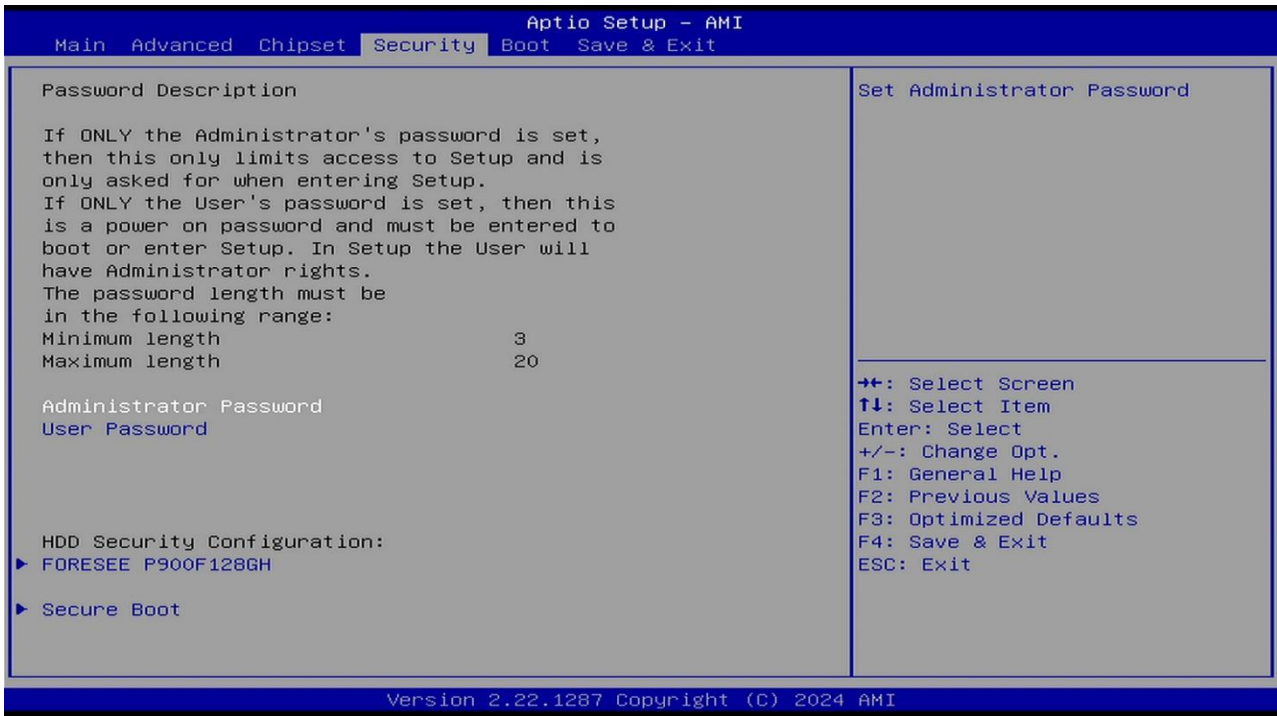 Aptio Setup – AMI
Main Advanced Chipset Security Boot Save & Exit
Password Description
If ONLY the Administrator's password is set,
then this only limits access to Setup and is
only asked for when entering Setup.
If ONLY the User's password is set, then this
is a power on password and must be entered to
boot or enter Setup. In Setup the User will
have Administrator rights.
The password length must be
in the following range:
Minimum length 3
Maximum length 20
Administrator Password
User Password
HDD Security Configuration:
▶ FORESEE P900F128GH
▶ Secure Boot
Set Administrator Password
→←: Select Screen
↑↓: Select Item
Enter: Select
+/-: Change Opt.
F1: General Help
F2: Previous Values
F3: Optimized Defaults
F4: Save & Exit
ESC: Exit
Version 2.22.1287 Copyright (C) 2024 AMI